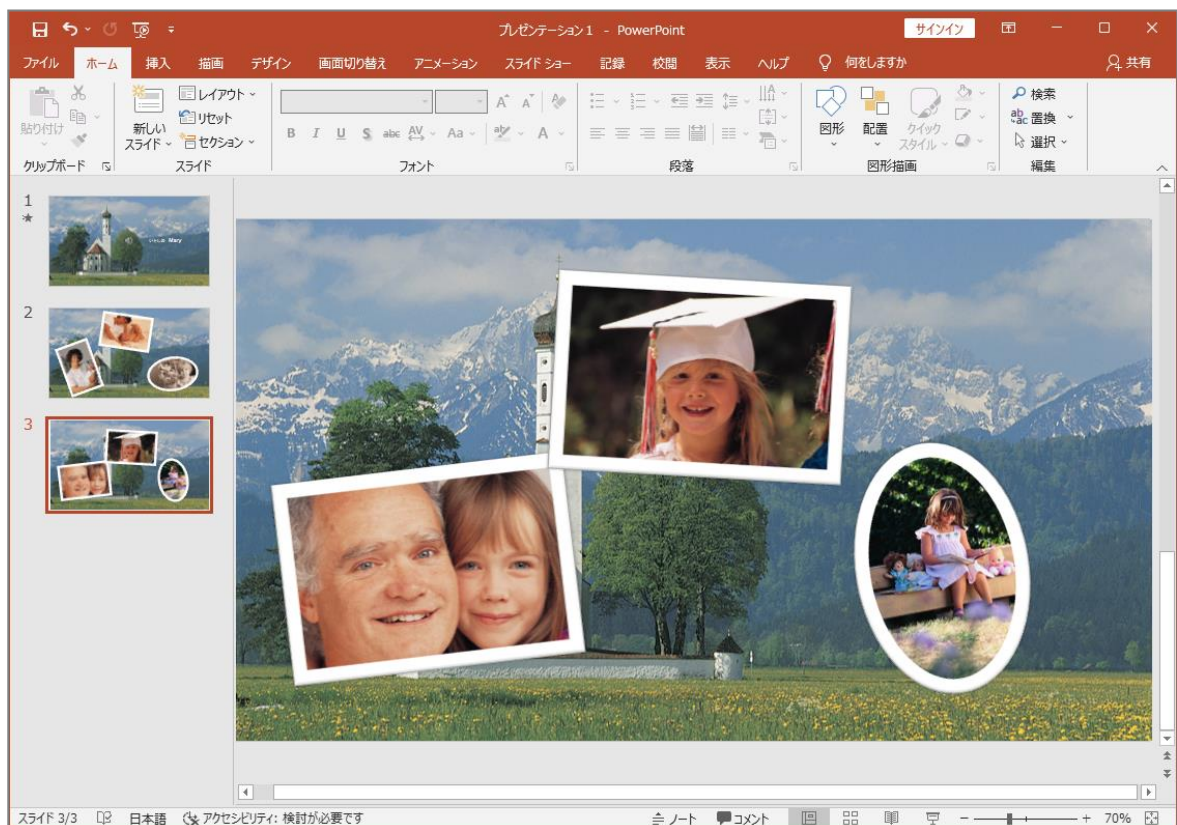 プレゼンテーション1 - PowerPoint
サインイン
ファイル ホーム 挿入 描画 デザイン 画面切り替え アニメーション スライド ショー 記録 校閲 表示 ヘルプ 何をしますか 共有
貼り付け
新しい
スライド
レイアウト
リセット
セクション
B I U S abc AV Aa A
A A
図形
配置
クイック
スタイル
検索
置換
選択
クリップボード スライド フォント 段落 図形描画 編集
1
Mary
2
3
スライド 3/3 日本語 アクセシビリティ: 検討が必要です ノート コメント 70%